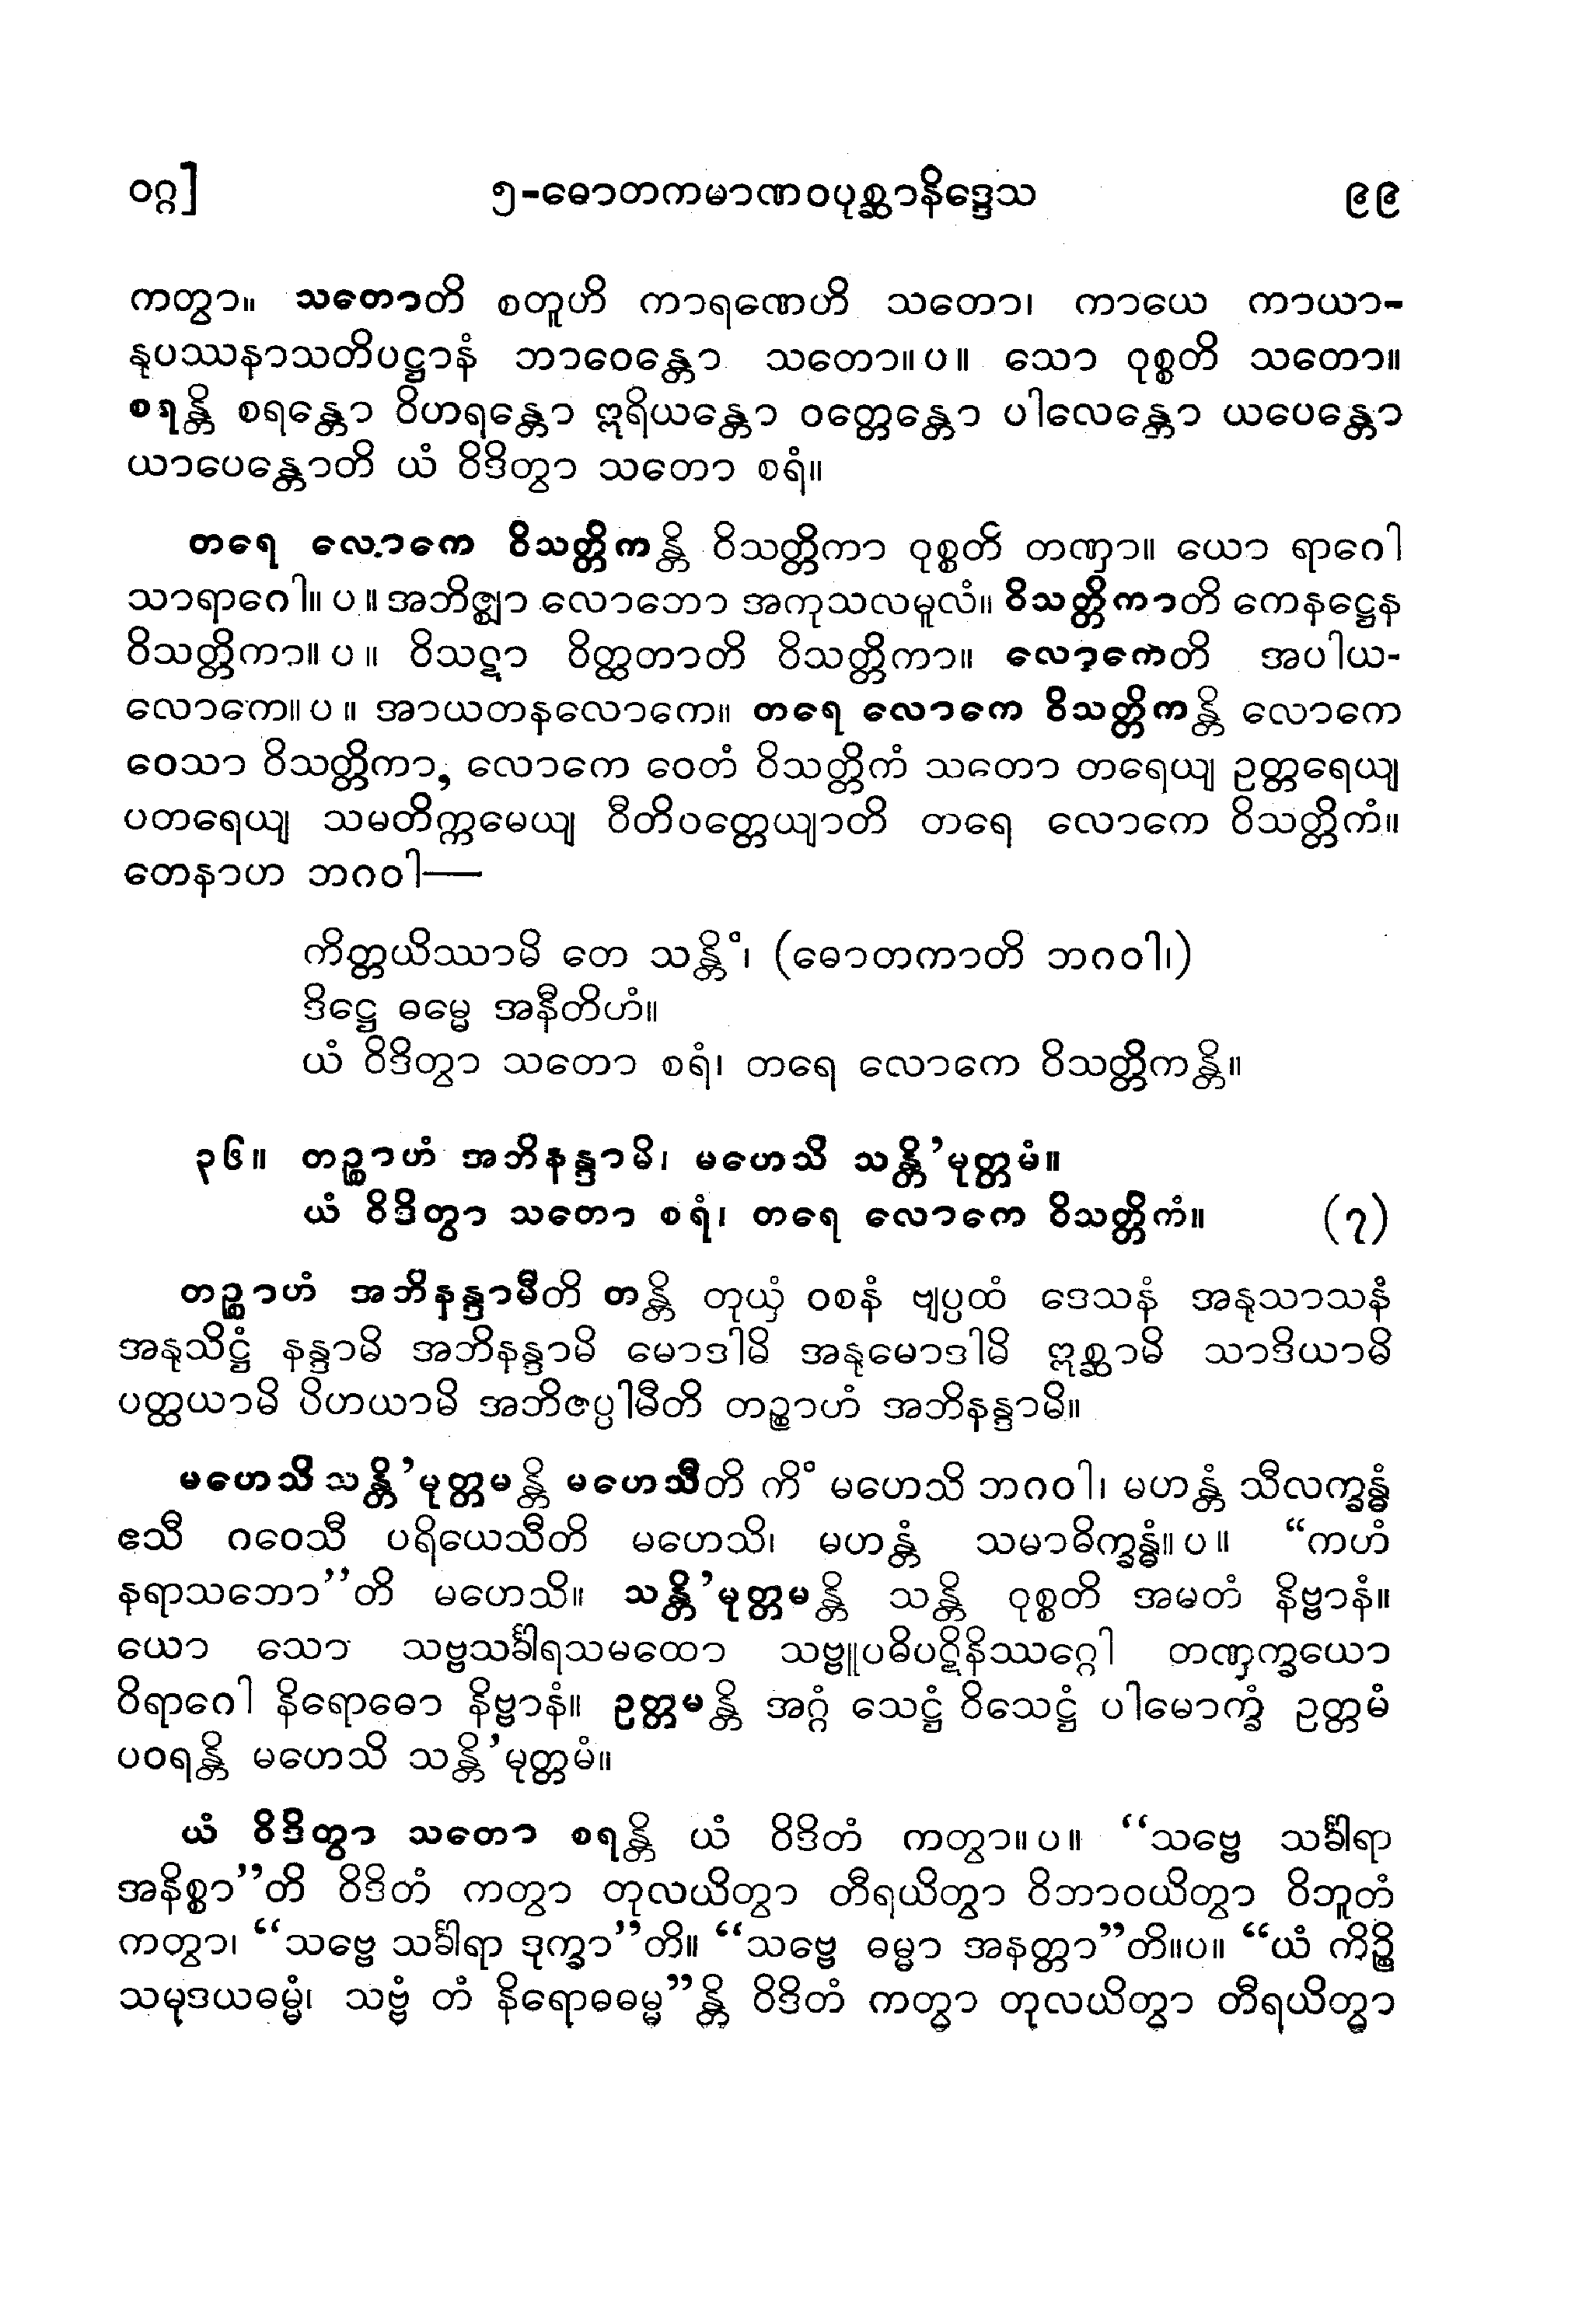 ဝဂ္ဂ]
၅-ဓောတကမာဏဝပုစ္ဆာနိဒ္ဒေသ
၉၉
ကတွာ။ သတောတိ စတူဟိ ကာရဏေဟိ သတော၊ ကာယေ ကာယာ-
နုပဿနာသတိပဋ္ဌာနံ ဘာဝေန္တော သတော။ပ။ သော ဝုစ္စတိ သတော။
စရန္တိ စရန္တော ဝိဟရန္တော ဣရိယန္တော ဝတ္တေန္တော ပါလေန္တော ယပေန္တော
ယာပေန္တောတိ ယံ ဝိဒိတွာ သတော စရံ။
တရေ လောကေ ဝိသတ္တိကန္တိ ဝိသတ္တိကာ ဝုစ္စတိ တဏှာ။ ယော ရာဂေါ
သာရာဂေါ။ပ။ အဘိဇ္ဈာ လောဘော အကုသလမူလံ။ ဝိသတ္တိကာတိ ကေနဋ္ဌေန
ဝိသတ္တိကာ။ပ။ ဝိသဋာ ဝိတ္ထတာတိ ဝိသတ္တိကာ။ လောကေတိ အပါယ-
လောကေ။ပ။ အာယတနလောကေ။ တရေ လောကေ ဝိသတ္တိကန္တိ လောကေ
ဝေသာ ဝိသတ္တိကာ, လောကေ ဝေတံ ဝိသတ္တိကံ သတော တရေယျ ဥတ္တရေယျ
ပတရေယျ သမတိက္ကမေယျ ဝီတိဝတ္တေယျာတိ တရေ လောကေ ဝိသတ္တိကံ။
တေနာဟ ဘဂဝါ—
ကိတ္တယိဿာမိ တေ သန္တိံ၊ (ဓောတကာတိ ဘဂဝါ၊)
ဒိဋ္ဌေ ဓမ္မေ အနီတိဟံ။
ယံ ဝိဒိတွာ သတော စရံ၊ တရေ လောကေ ဝိသတ္တိကန္တိ။
၃၆။ တဉ္စာဟံ အဘိနန္ဒာမိ၊ မဟေသိ သန္တိ’မုတ္တမံ။
ယံ ဝိဒိတွာ သတော စရံ၊ တရေ လောကေ ဝိသတ္တိကံ။ (၇)
တဉ္စာဟံ အဘိနန္ဒာမီတိ တန္တိ တုယှံ ဝစနံ ဗျပ္ပထံ ဒေသနံ အနုသာသနံ
အနုသိဋ္ဌံ နန္ဒာမိ အဘိနန္ဒာမိ မောဒါမိ အနုမောဒါမိ ဣစ္ဆာမိ သာဒိယာမိ
ပတ္ထယာမိ ပိဟယာမိ အဘိဇပ္ပါမီတိ တဉ္စာဟံ အဘိနန္ဒာမိ။
မဟေသိ သန္တိ’မုတ္တမန္တိ မဟေသီတိ ကိံ မဟေသိ ဘဂဝါ၊ မဟန္တံ သီလက္ခန္ဓံ
ဧသီ ဂဝေသီ ပရိယေသီတိ မဟေသိ၊ မဟန္တံ သမာဓိက္ခန္ဓံ။ပ။ “ကဟံ
နရာသဘော”တိ မဟေသိ။ သန္တိ’မုတ္တမန္တိ သန္တိ ဝုစ္စတိ အမတံ နိဗ္ဗာနံ။
ယော သော သဗ္ဗသင်္ခါရသမထော သဗ္ဗူပဓိပဋိနိဿဂ္ဂေါ တဏှက္ခယော
ဝိရာဂေါ နိရောဓော နိဗ္ဗာနံ။ ဥတ္တမန္တိ အဂ္ဂံ သေဋ္ဌံ ဝိသေဋ္ဌံ ပါမောက္ခံ ဥတ္တမံ
ပဝရန္တိ မဟေသိ သန္တိ’မုတ္တမံ။
ယံ ဝိဒိတွာ သတော စရန္တိ ယံ ဝိဒိတံ ကတွာ။ပ။ “သဗ္ဗေ သင်္ခါရာ
အနိစ္စာ”တိ ဝိဒိတံ ကတွာ တုလယိတွာ တီရယိတွာ ဝိဘာဝယိတွာ ဝိဘူတံ
ကတွာ၊ “သဗ္ဗေ သင်္ခါရာ ဒုက္ခာ”တိ။ “သဗ္ဗေ ဓမ္မာ အနတ္တာ”တိ။ပ။ “ယံ ကိဉ္စိ
သမုဒယဓမ္မံ၊ သဗ္ဗံ တံ နိရောဓဓမ္မ”န္တိ ဝိဒိတံ ကတွာ တုလယိတွာ တီရယိတွာ